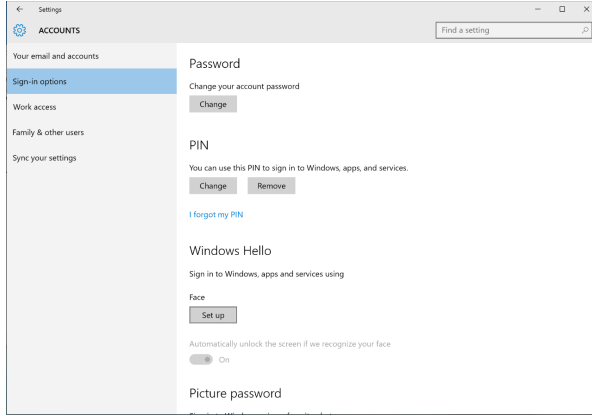 Settings
ACCOUNTS
Find a setting
Your email and accounts
Sign-in options
Work access
Family & other users
Sync your settings
Password
Change your account password
Change
PIN
You can use this PIN to sign in to Windows, apps, and services.
Change Remove
I forgot my PIN
Windows Hello
Sign in to Windows, apps and services using
Face
Set up
Automatically unlock the screen if we recognize your face
On
Picture password